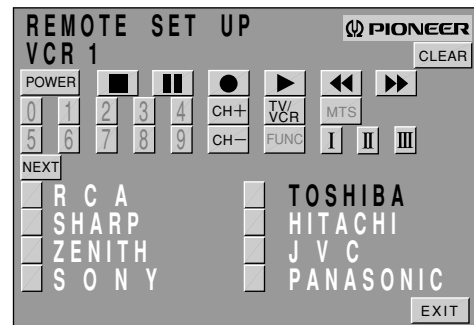 REMOTE SET UP PIONEER
VCR 1 CLEAR
POWER
0 1 2 3 4 CH+ TV/VCR MTS
5 6 7 8 9 CH− FUNC I II III
NEXT
RCA TOSHIBA
SHARP HITACHI
ZENITH JVC
SONY PANASONIC
EXIT